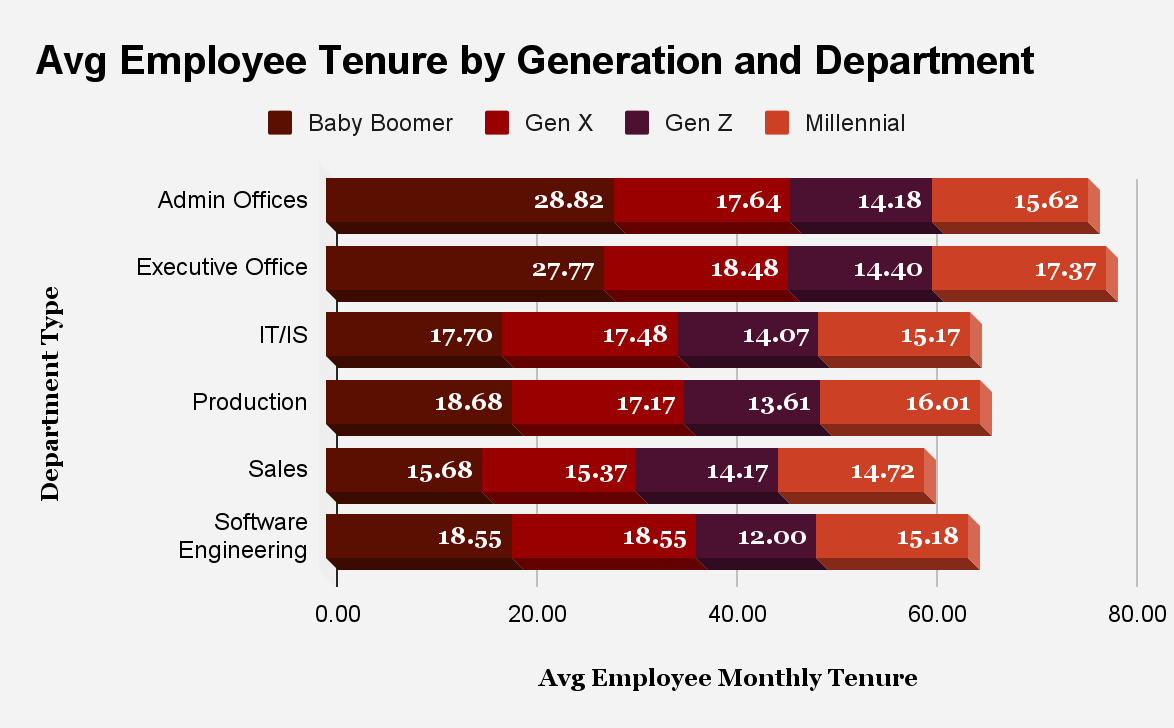 Avg Employee Tenure by Generation and Department
Baby Boomer Gen X Gen Z Millennial
Department Type
Admin Offices 28.82 17.64 14.18 15.62
Executive Office 27.77 18.48 14.40 17.37
IT/IS 17.70 17.48 14.07 15.17
Production 18.68 17.17 13.61 16.01
Sales 15.68 15.37 14.17 14.72
Software
Engineering 18.55 18.55 12.00 15.18
0.00 20.00 40.00 60.00 80.00
Avg Employee Monthly Tenure